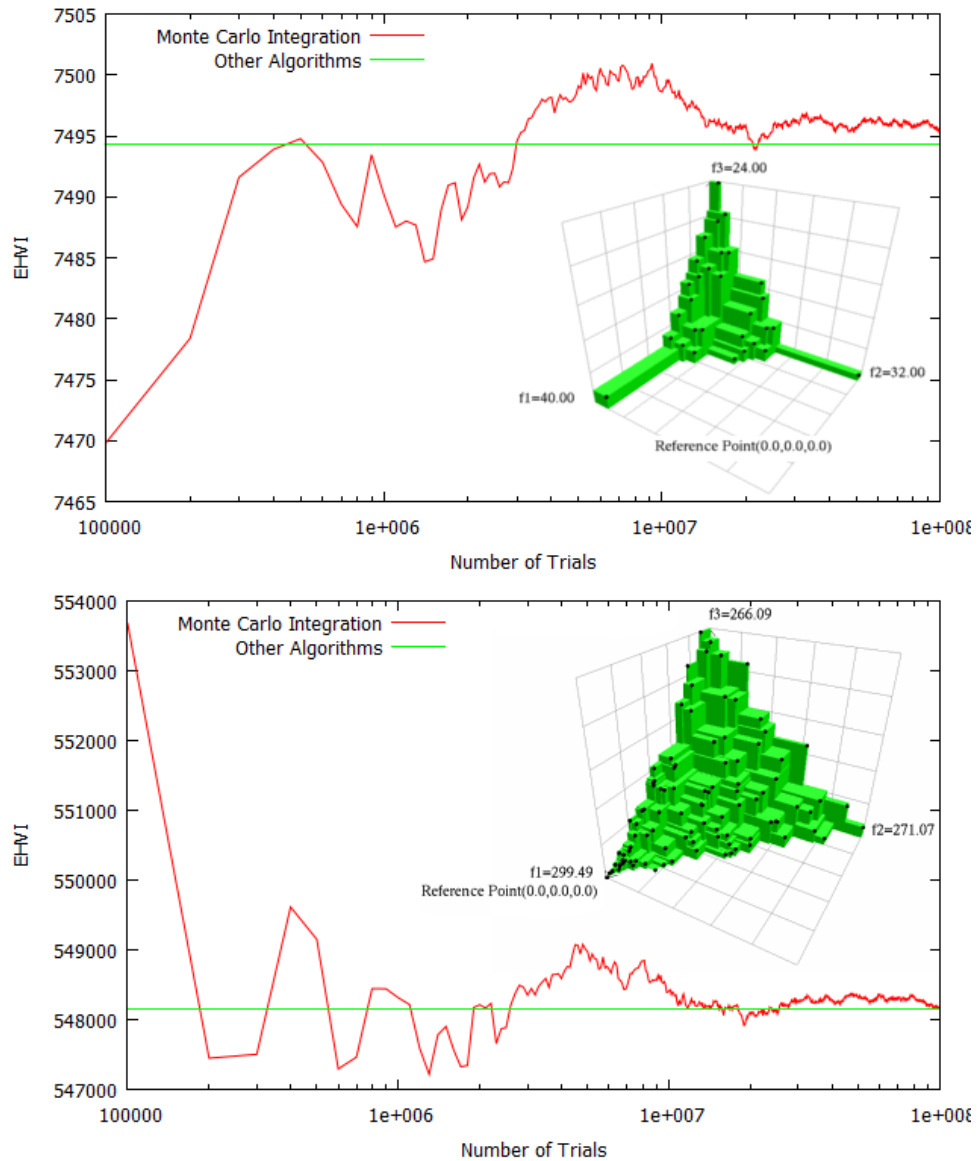 7505
Monte Carlo Integration
Other Algorithms
7500
7495
f3=24.00
7490
EHVI
7485
7480
f2=32.00
7475
f1=40.00
Reference Point(0.0,0.0,0.0)
7470
7465
100000 1e+006 1e+007 1e+008
Number of Trials
554000
f3=266.09
Monte Carlo Integration
Other Algorithms
553000
552000
551000
EHVI
f2=271.07
550000
f1=299.49
Reference Point(0.0,0.0,0.0)
549000
548000
547000
100000 1e+006 1e+007 1e+008
Number of Trials